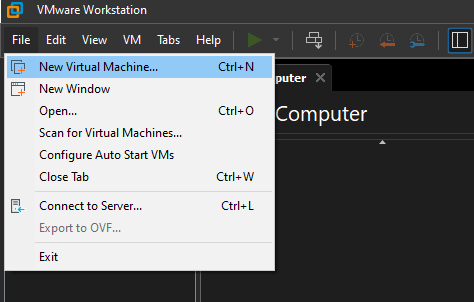 VMware Workstation
File Edit View VM Tabs Help
New Virtual Machine... Ctrl+N
New Window
Open... Ctrl+O
Scan for Virtual Machines...
Configure Auto Start VMs
Close Tab Ctrl+W
Connect to Server... Ctrl+L
Export to OVF...
Exit
Computer